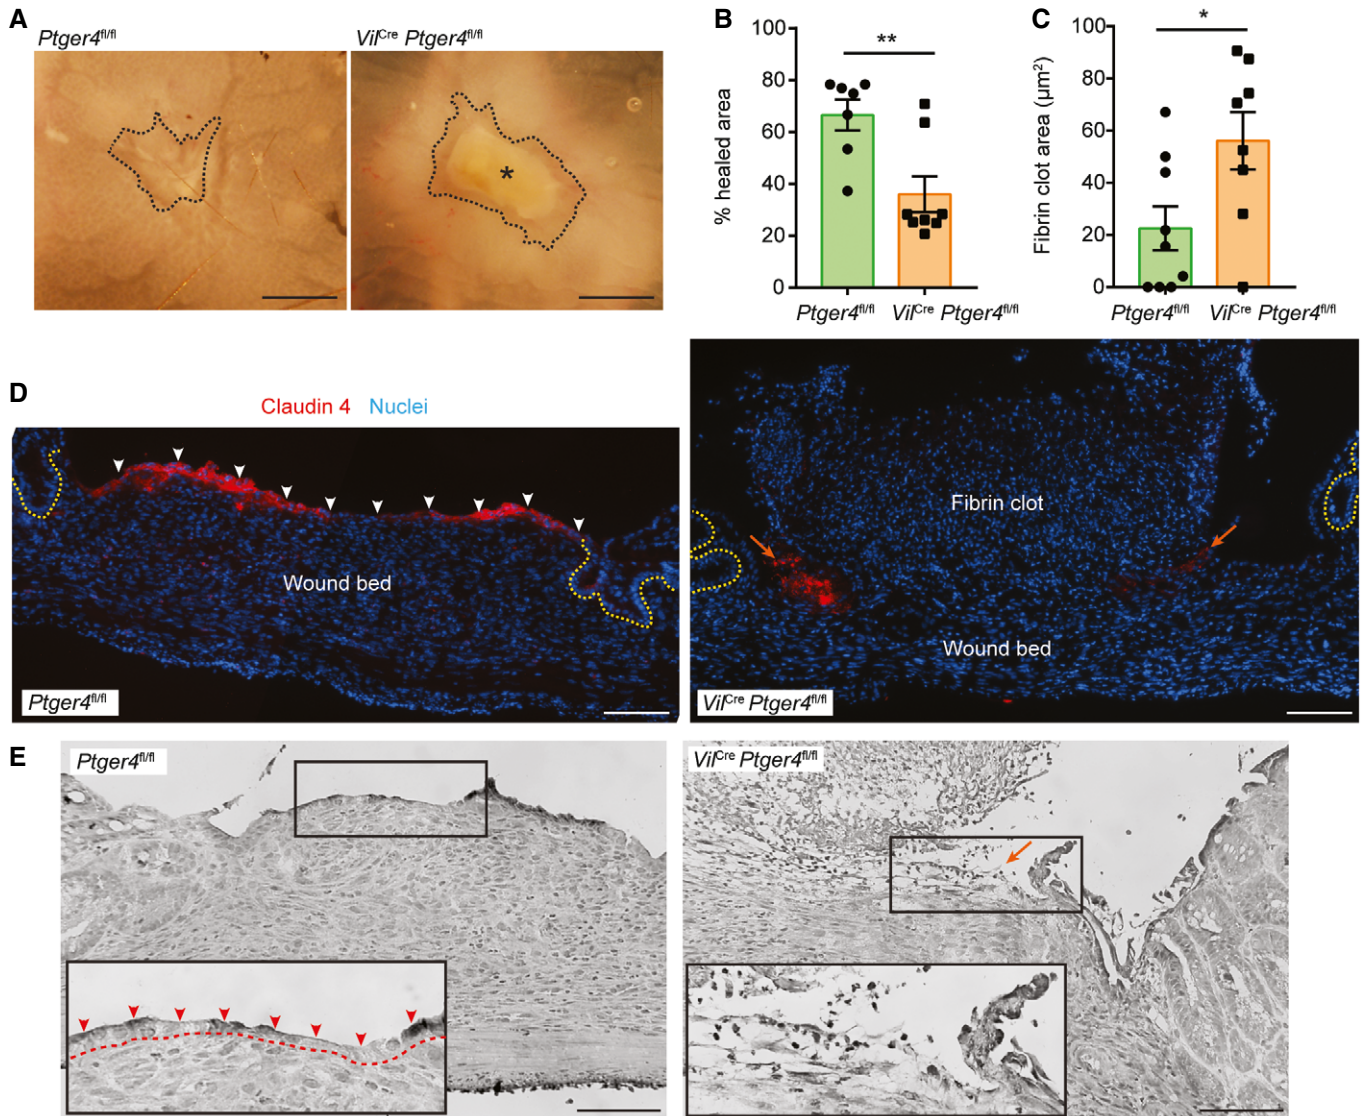 A
Ptger4fl/fl
VilCre Ptger4fl/fl
*
B
% healed area
100
80
60
40
20
0
**
Ptger4fl/fl
VilCre Ptger4fl/fl
C
Fibrin clot area (μm²)
100
80
60
40
20
0
*
Ptger4fl/fl
VilCre Ptger4fl/fl
D
Claudin 4 Nuclei
Wound bed
Ptger4fl/fl
Fibrin clot
Wound bed
VilCre Ptger4fl/fl
E
Ptger4fl/fl
VilCre Ptger4fl/fl